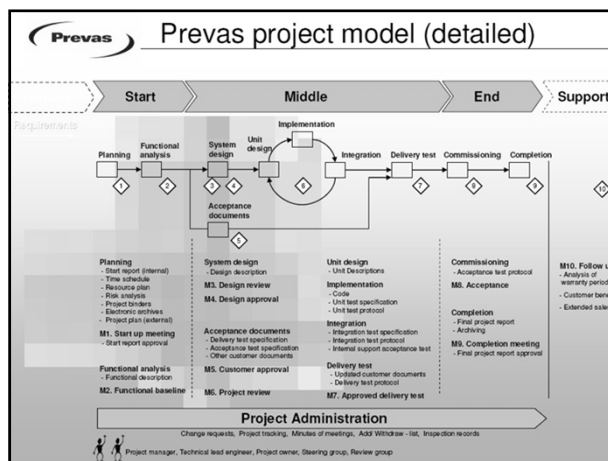 Prevas
Prevas project model (detailed)
Start
Middle
End
Support
Requirements
Planning
Functional
analysis
System
design
Unit
design
Implementation
Integration
Delivery test
Commissioning
Completion
1
2
3
4
6
7
8
9
10
Acceptance
documents
5
Planning
- Start report (internal)
- Time schedule
- Resource plan
- Risk analysis
- Project binders
- Electronic archives
- Project plan (external)
M1. Start up meeting
- Start report approval
Functional analysis
- Functional description
M2. Functional baseline
System design
- Design description
M3. Design review
M4. Design approval
Acceptance documents
- Delivery test specification
- Acceptance test specification
- Other customer documents
M5. Customer approval
M6. Project review
Unit design
- Unit Descriptions
Implementation
- Code
- Unit test specification
- Unit test protocol
Integration
- Integration test specification
- Integration test protocol
- Internal support acceptance test
Delivery test
- Updated customer documents
- Delivery test protocol
M7. Approved delivery test
Commissioning
- Acceptance test protocol
M8. Acceptance
Completion
- Final project report
- Archiving
M9. Completion meeting
- Final project report approval
M10. Follow u
- Analysis of
warranty period
- Customer bene
- Extended sale
Project Administration
Change requests, Project tracking, Minutes of meetings, Add/ Withdraw - list, Inspection records
Project manager, Technical lead engineer, Project owner, Steering group, Review group